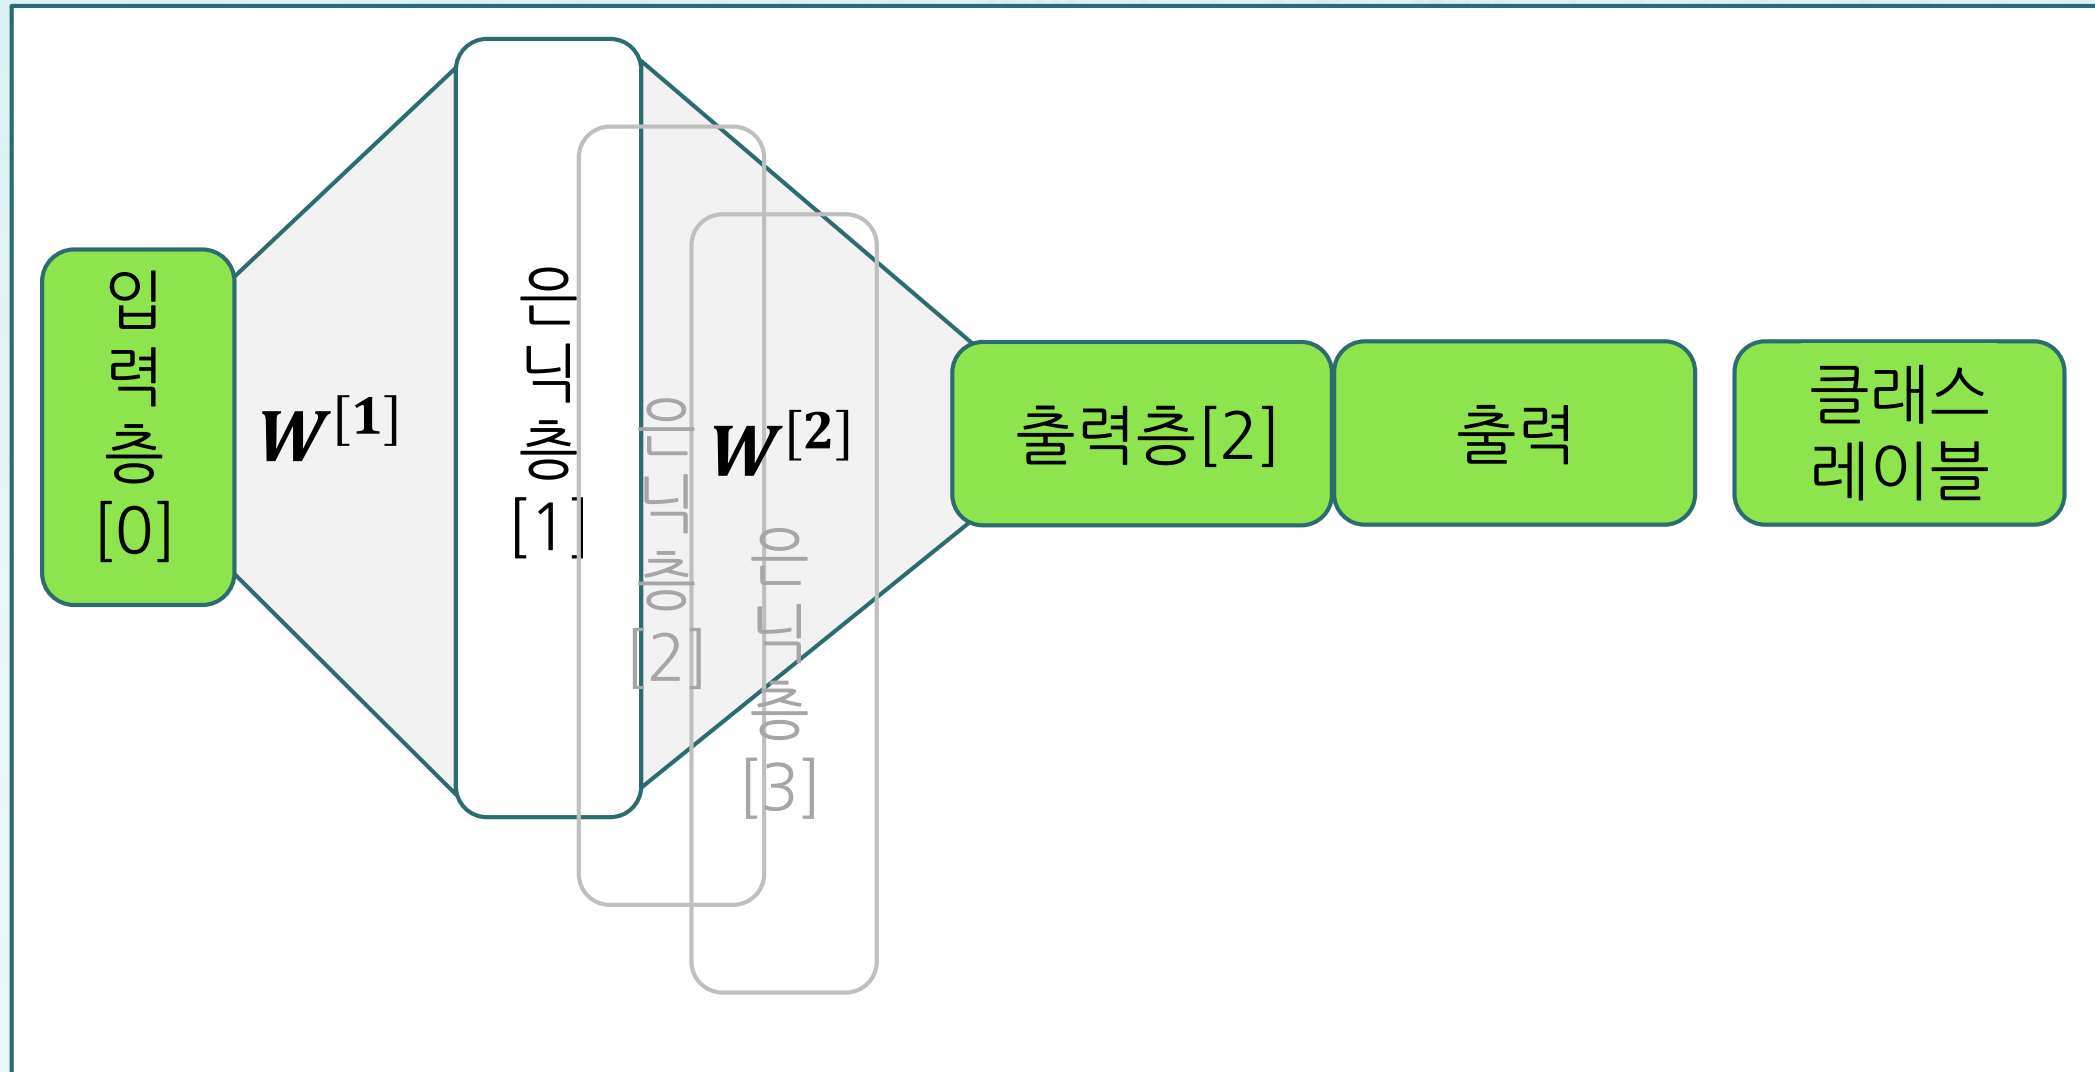 입
력
층
[0]
W^[1]
은
닉
층
[1]
은
닉
층
[2]
W^[2]
은
닉
층
[3]
출력층[2]
출력
클래스
레이블